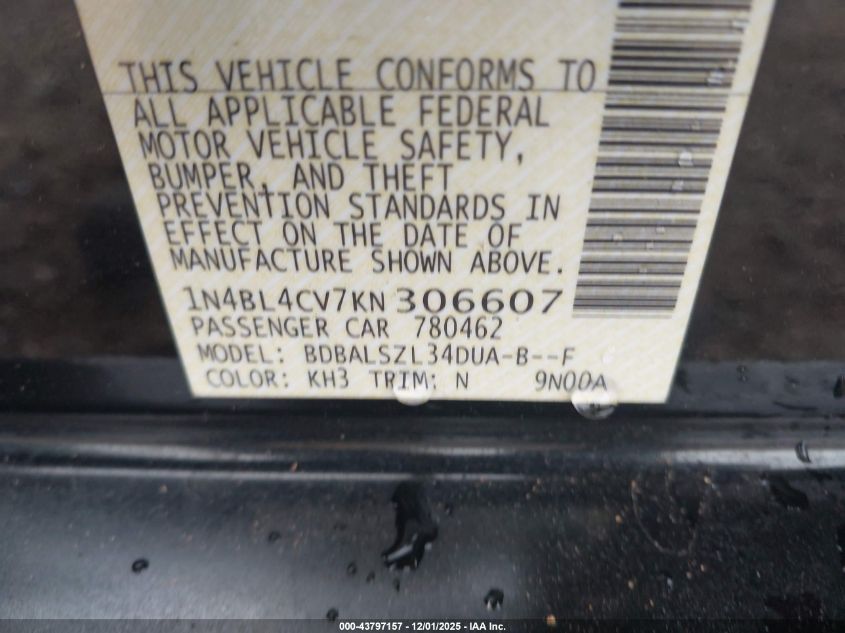 THIS VEHICLE CONFORMS TO
ALL APPLICABLE FEDERAL
MOTOR VEHICLE SAFETY,
BUMPER, AND THEFT
PREVENTION STANDARDS IN
EFFECT ON THE DATE OF
MANUFACTURE SHOWN ABOVE.
1N4BL4CV7KN306607
PASSENGER CAR 780462
MODEL: BDBALSZL34DUA-B--F
COLOR: KH3 TRIM: N 9N00A
000-43797157 - 12/01/2025 - IAA Inc.